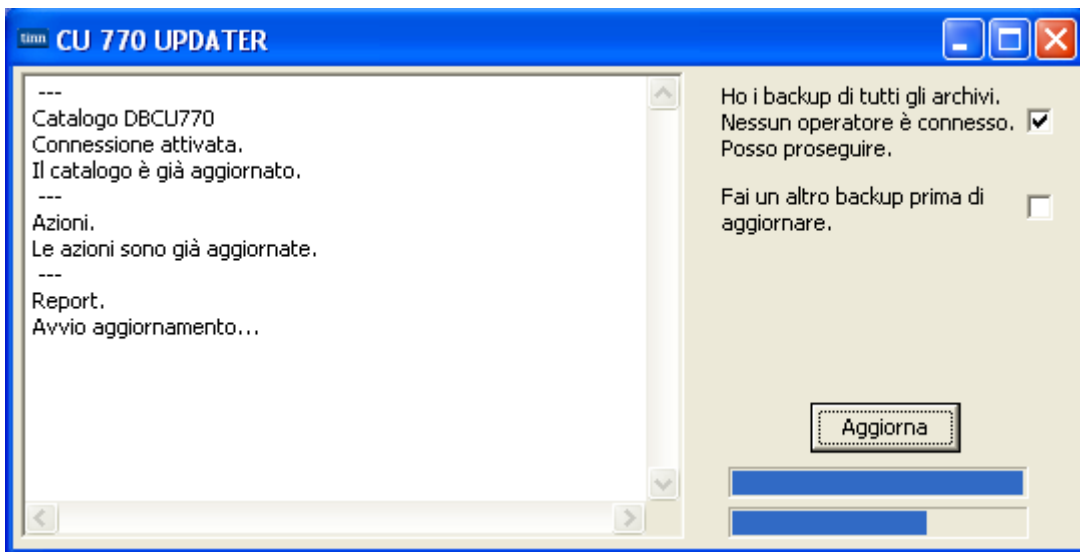 tinn CU 770 UPDATER
---
Catalogo DBCU770
Connessione attivata.
Il catalogo è già aggiornato.
---
Azioni.
Le azioni sono già aggiornate.
---
Report.
Avvio aggiornamento...
Ho i backup di tutti gli archivi.
Nessun operatore è connesso.
Posso proseguire.
Fai un altro backup prima di
aggiornare.
Aggiorna